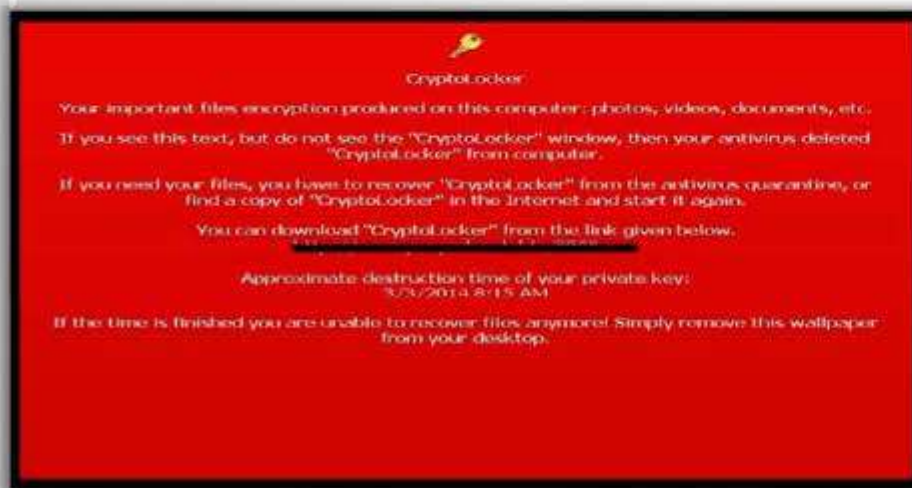 CryptoLocker
Your important files encryption produced on this computer: photos, videos, documents, etc.
If you see this text, but do not see the "CryptoLocker" window, then your antivirus deleted
"CryptoLocker" from computer.
If you need your files, you have to recover "CryptoLocker" from the antivirus quarantine, or
find a copy of "CryptoLocker" in the Internet and start it again.
You can download "CryptoLocker" from the link given below.
Approximate destruction time of your private key:
3/3/2014 8:15 AM
If the time is finished you are unable to recover files anymore! Simply remove this wallpaper
from your desktop.